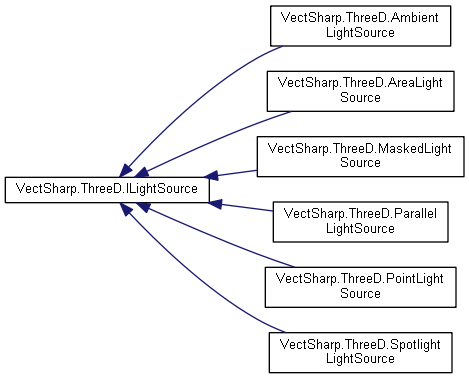 VectSharp.ThreeD.Ambient
LightSource
VectSharp.ThreeD.AreaLight
Source
VectSharp.ThreeD.MaskedLight
Source
VectSharp.ThreeD.ILightSource
VectSharp.ThreeD.Parallel
LightSource
VectSharp.ThreeD.PointLight
Source
VectSharp.ThreeD.Spotlight
LightSource